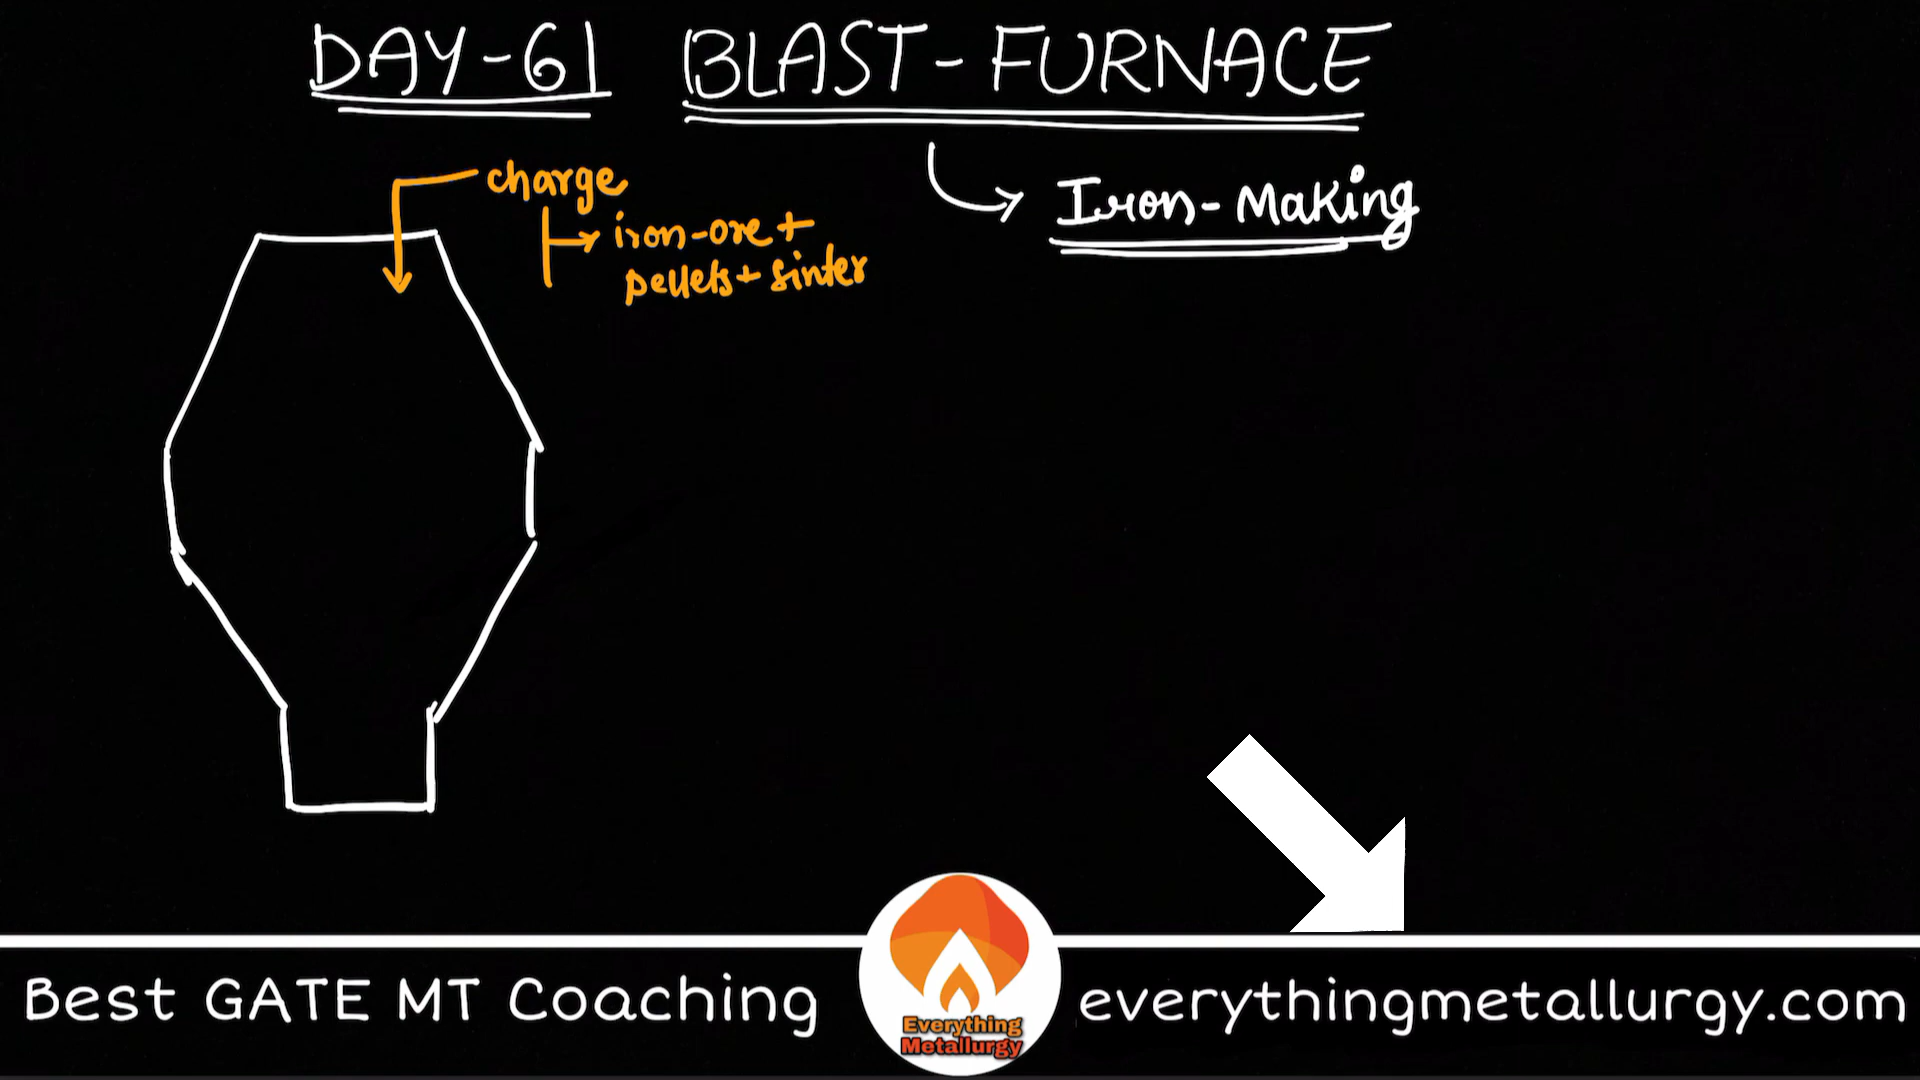 DAY-61 BLAST-FURNACE
Iron-Making
charge
iron-ore +
pellets + sinter
Best GATE MT Coaching
Everything
Metallurgy
everythingmetallurgy.com